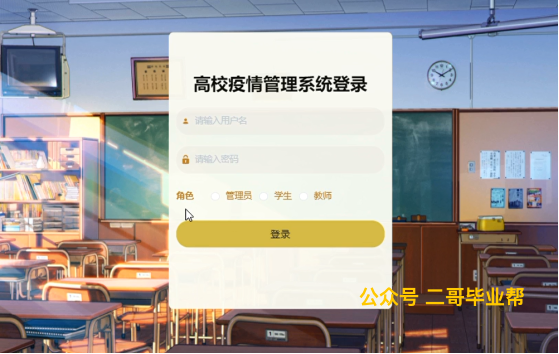 高校疫情管理系统登录
请输入用户名
请输入密码
角色 管理员 学生 教师
登录
公众号 二哥毕业帮